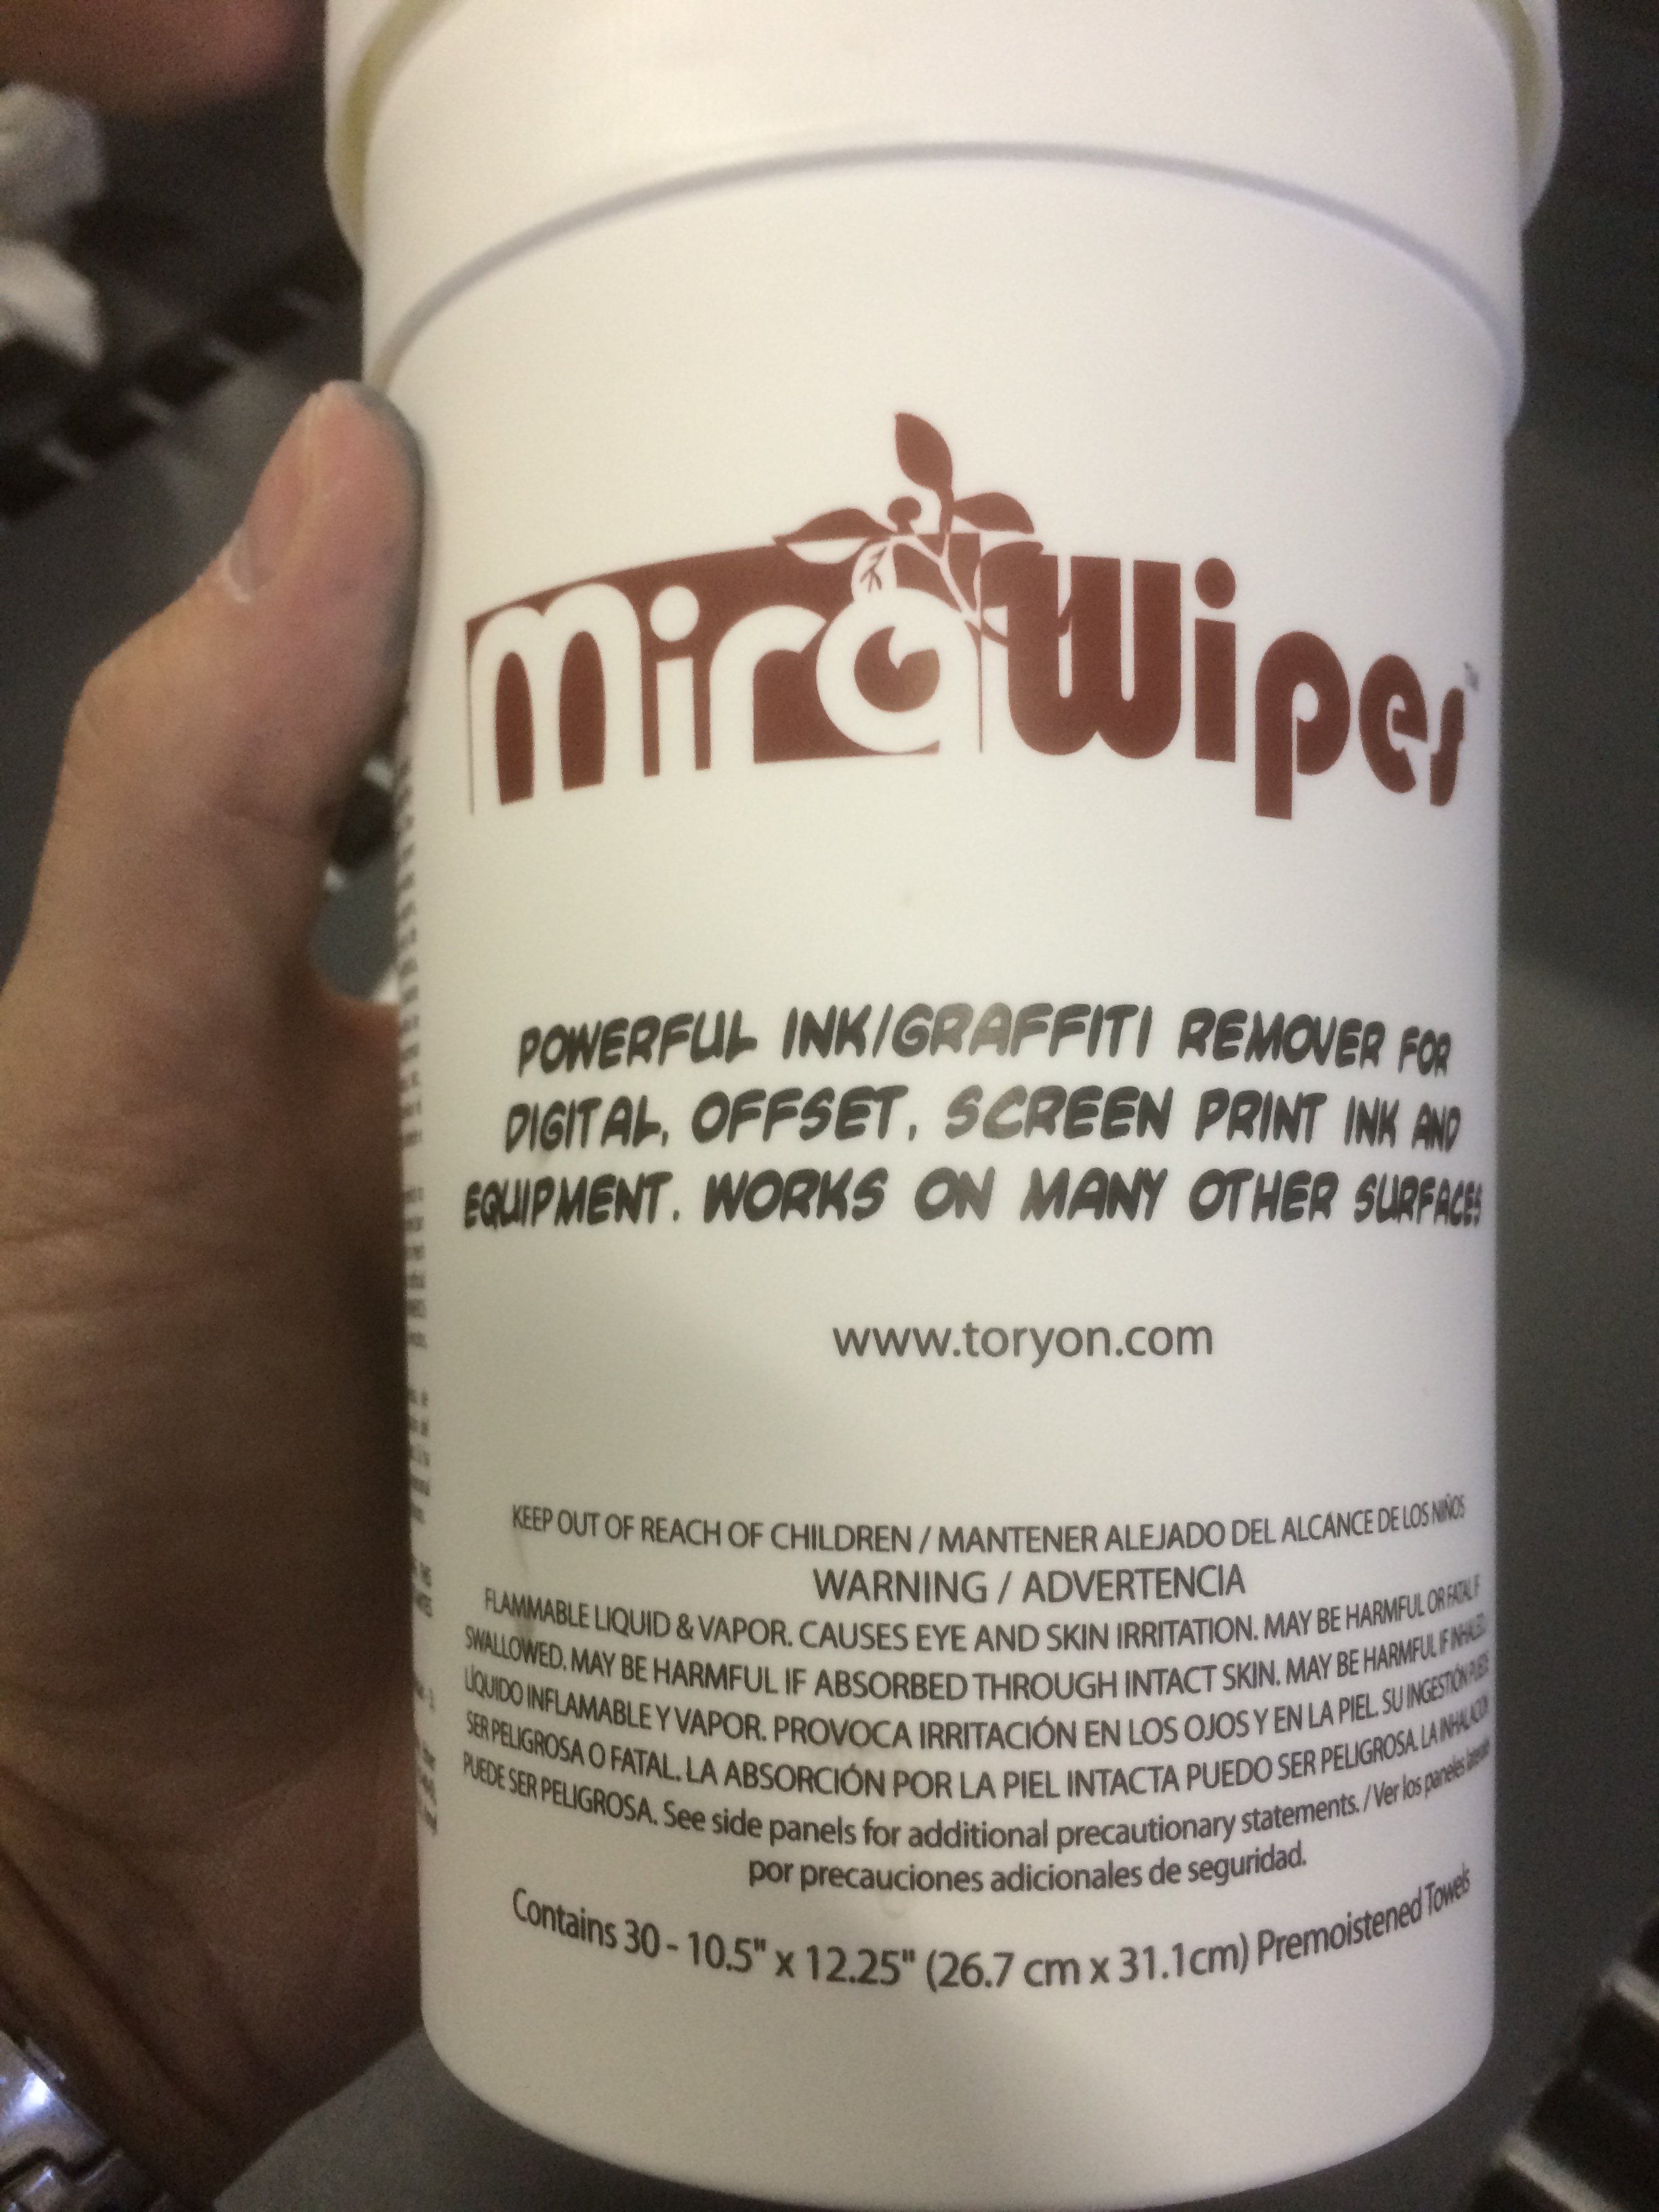 miraWipes™
POWERFUL INK/GRAFFITI REMOVER FOR
DIGITAL, OFFSET, SCREEN PRINT INK AND
EQUIPMENT. WORKS ON MANY OTHER SURFACES
www.toryon.com
KEEP OUT OF REACH OF CHILDREN / MANTENER ALEJADO DEL ALCANCE DE LOS NIÑOS
WARNING / ADVERTENCIA
FLAMMABLE LIQUID & VAPOR. CAUSES EYE AND SKIN IRRITATION. MAY BE HARMFUL OR FATAL IF
SWALLOWED. MAY BE HARMFUL IF ABSORBED THROUGH INTACT SKIN. MAY BE HARMFUL IF INHALED
LÍQUIDO INFLAMABLE Y VAPOR. PROVOCA IRRITACIÓN EN LOS OJOS Y EN LA PIEL. SU INGESTIÓN PUEDE
SER PELIGROSA O FATAL. LA ABSORCIÓN POR LA PIEL INTACTA PUEDO SER PELIGROSA. LA INHALACIÓN
PUEDE SER PELIGROSA. See side panels for additional precautionary statements. / Ver los paneles laterales
por precauciones adicionales de seguridad.
Contains 30 - 10.5" x 12.25" (26.7 cm x 31.1cm) Premoistened Towels